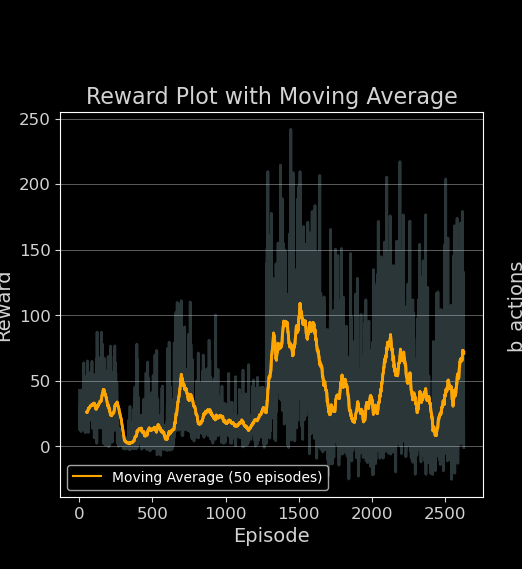 Reward Plot with Moving Average
250
200
150
100
50
0
Reward
b actions
Moving Average (50 episodes)
0 500 1000 1500 2000 2500
Episode